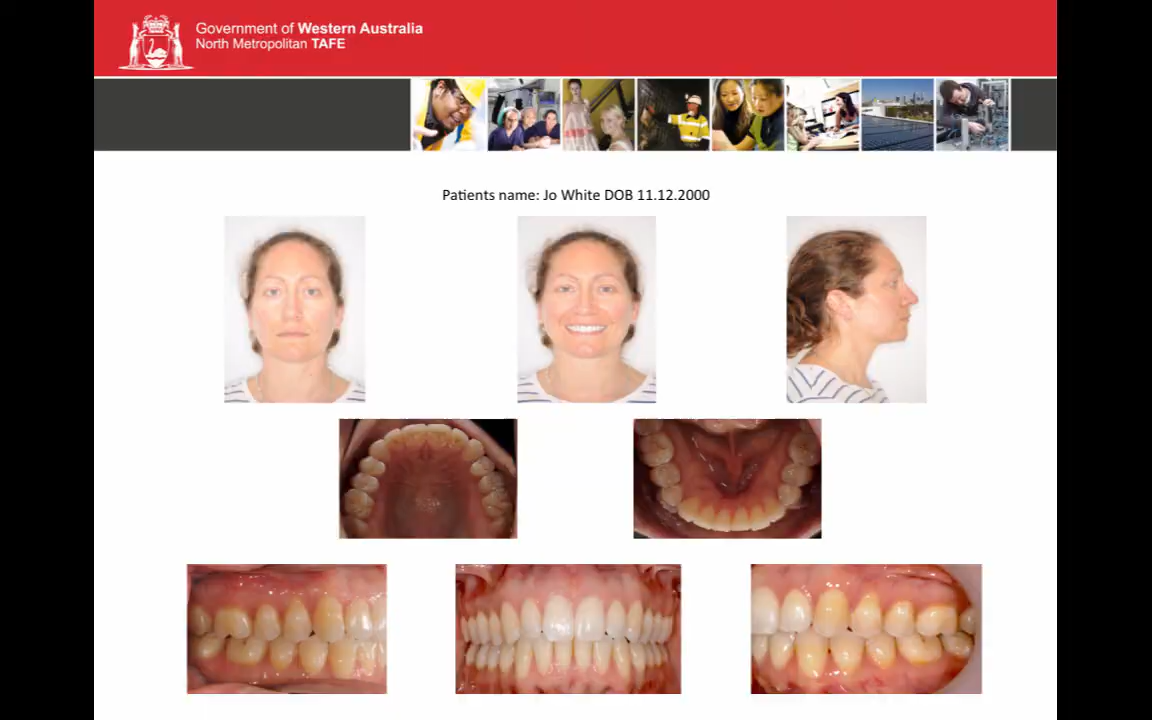 Government of Western Australia
North Metropolitan TAFE
Patients name: Jo White DOB 11.12.2000